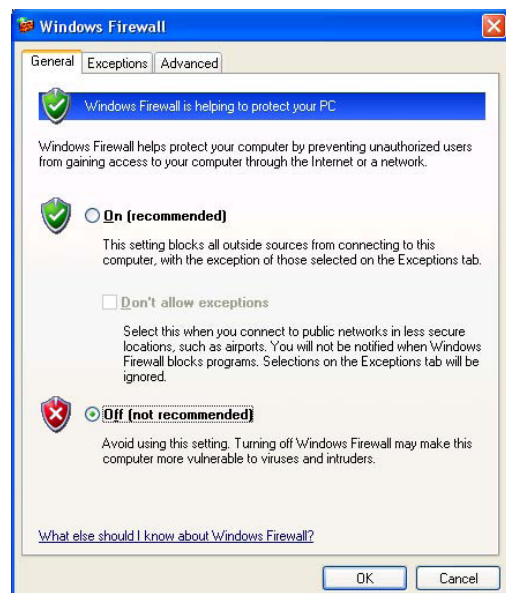 Windows Firewall
General Exceptions Advanced
Windows Firewall is helping to protect your PC
Windows Firewall helps protect your computer by preventing unauthorized users
from gaining access to your computer through the Internet or a network.
On (recommended)
This setting blocks all outside sources from connecting to this
computer, with the exception of those selected on the Exceptions tab.
Don't allow exceptions
Select this when you connect to public networks in less secure
locations, such as airports. You will not be notified when Windows
Firewall blocks programs. Selections on the Exceptions tab will be
ignored.
Off (not recommended)
Avoid using this setting. Turning off Windows Firewall may make this
computer more vulnerable to viruses and intruders.
What else should I know about Windows Firewall?
OK Cancel